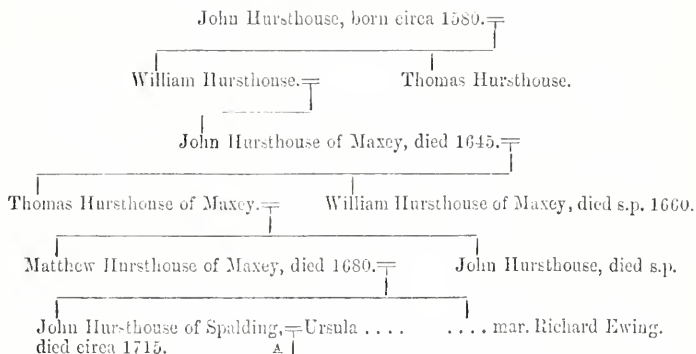 John Hursthouse, born circa 1580.
William Hursthouse. Thomas Hursthouse.
John Hursthouse of Maxey, died 1645.
Thomas Hursthouse of Maxey. William Hursthouse of Maxey, died s.p. 1660.
Matthew Hursthouse of Maxey, died 1680. John Hursthouse, died s.p.
John Hursthouse of Spalding, Ursula . . . . . . . . mar. Richard Ewing.
died circa 1715. A